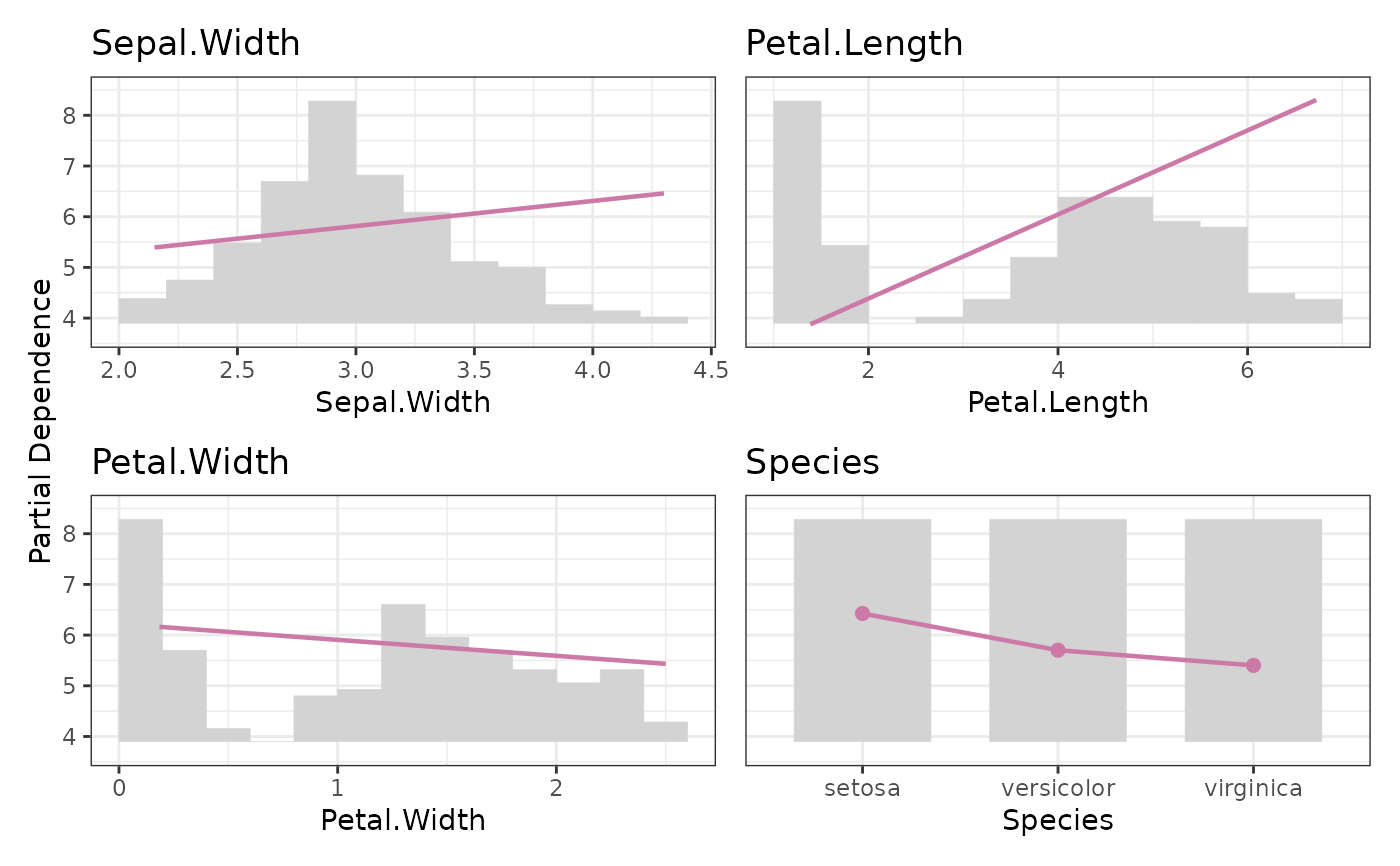 Sepal.Width
Petal.Length
8
7
6
5
4
2.0 2.5 3.0 3.5 4.0 4.5
2 4 6
Sepal.Width
Petal.Length
Partial Dependence
Petal.Width
Species
8
7
6
5
4
0 1 2
setosa versicolor virginica
Petal.Width
Species